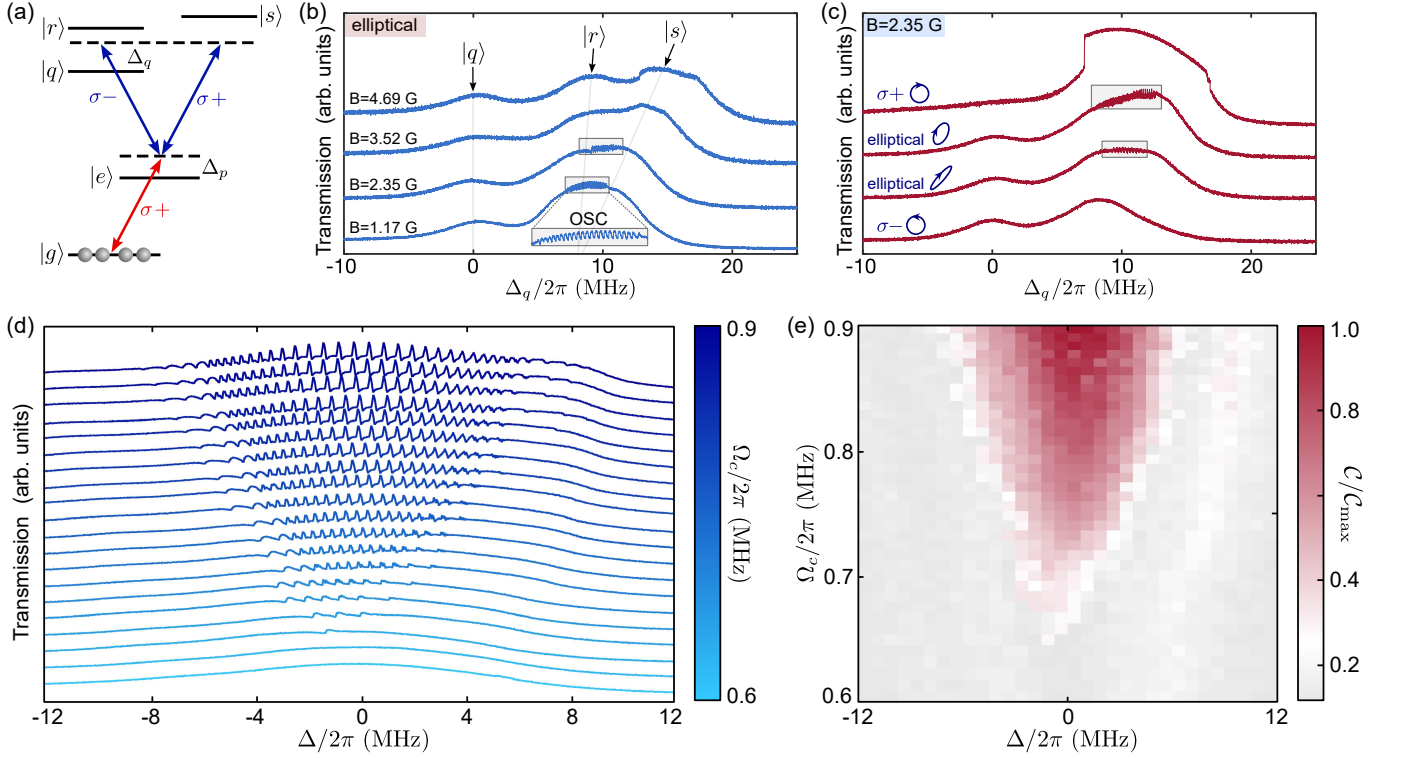 (a)
|r⟩
|s⟩
Δq
|q⟩
σ−
σ+
|e⟩
Δp
σ+
|g⟩
(b)
elliptical
|q⟩
|r⟩
|s⟩
B=4.69 G
B=3.52 G
B=2.35 G
B=1.17 G
OSC
Transmission (arb. units)
-10
0
10
20
Δq/2π (MHz)
(c)
B=2.35 G
σ+
elliptical
elliptical
σ−
Transmission (arb. units)
-10
0
10
20
Δq/2π (MHz)
(d)
Transmission (arb. units)
-12
-8
-4
0
4
8
12
Δ/2π (MHz)
0.9
Ωc/2π (MHz)
0.6
(e)
0.9
0.8
0.7
0.6
Ωc/2π (MHz)
-12
0
12
Δ/2π (MHz)
1.0
0.8
0.6
0.4
0.2
C/Cmax